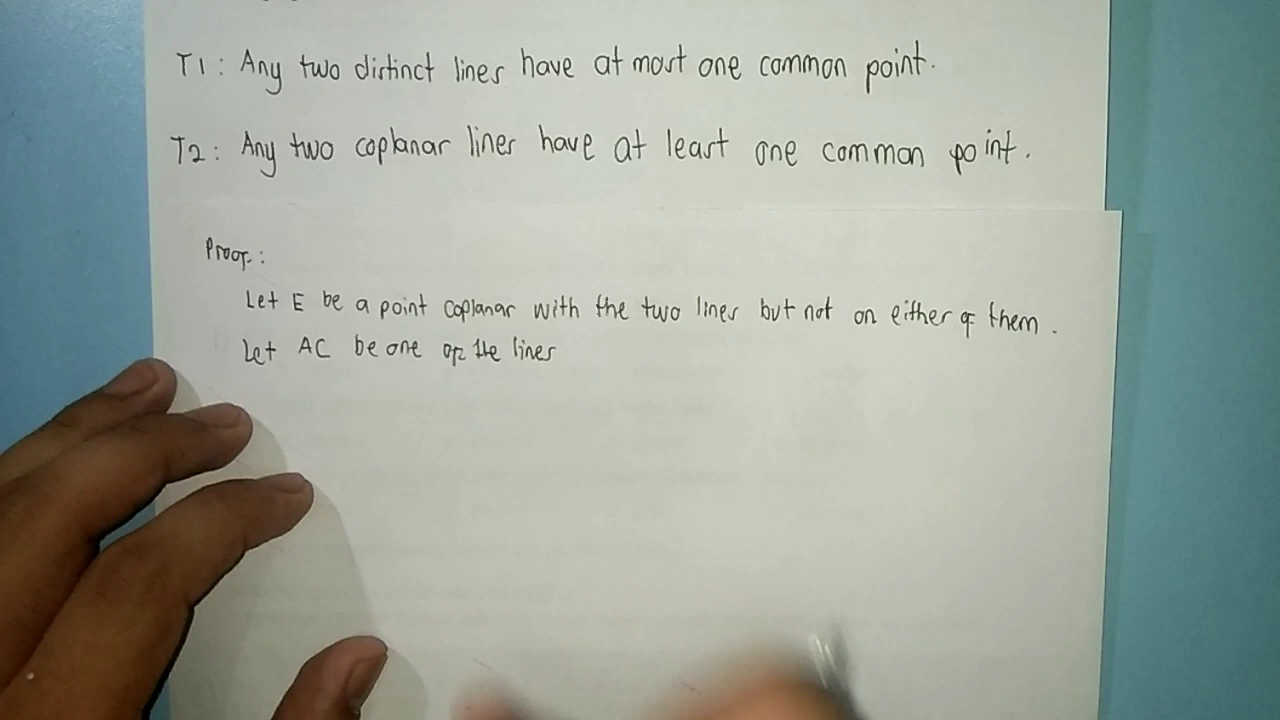 T1: Any two distinct lines have at most one common point.
T2: Any two coplanar lines have at least one common point.
Proof:
Let E be a point coplanar with the two lines but not on either of them.
Let AC be one of the lines